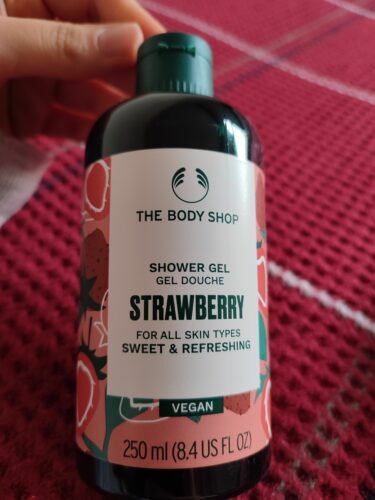 THE BODY SHOP
SHOWER GEL
GEL DOUCHE
STRAWBERRY
FOR ALL SKIN TYPES
SWEET & REFRESHING
VEGAN
250 ml (8.4 US FL OZ)